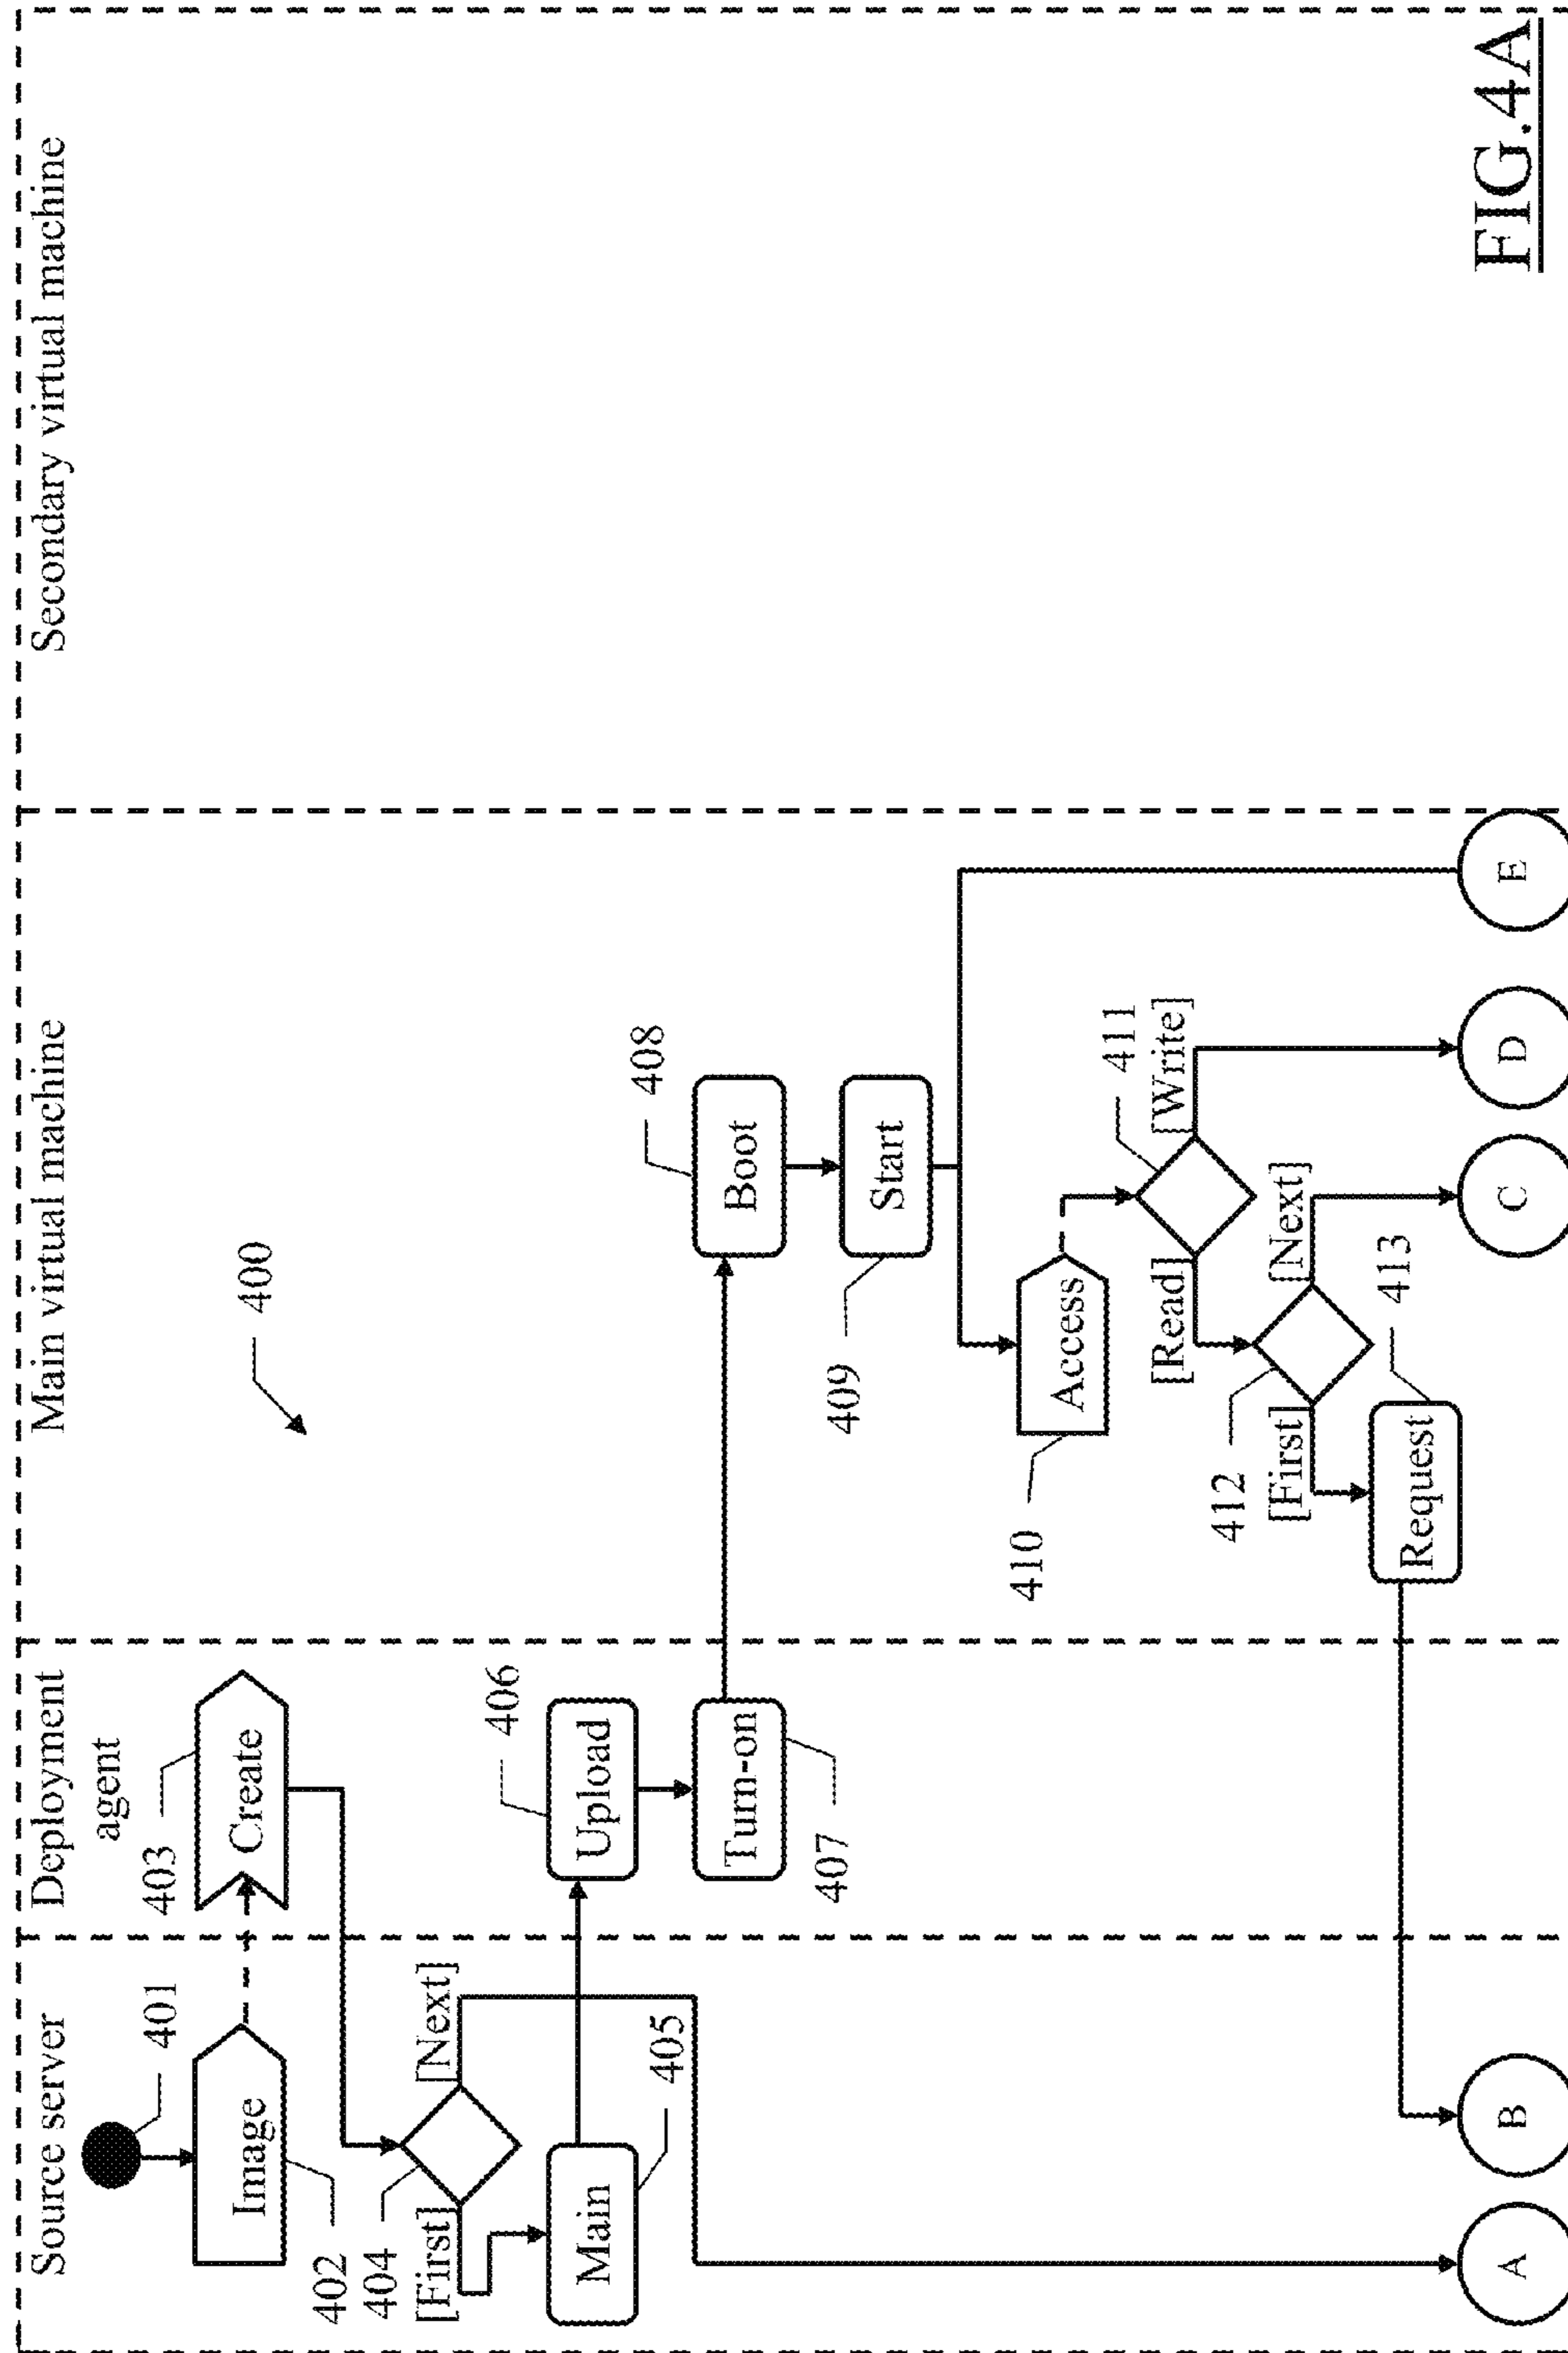 Source server
Deployment
agent
Main virtual machine
Secondary virtual machine
401
Image
402
403
Create
400
404
[First]
[Next]
Main
405
Upload
406
Turn-on
407
Boot
408
Start
409
Access
410
411
[Read]
[Write]
412
[First]
[Next]
Request
413
A
B
C
D
E
FIG.4A